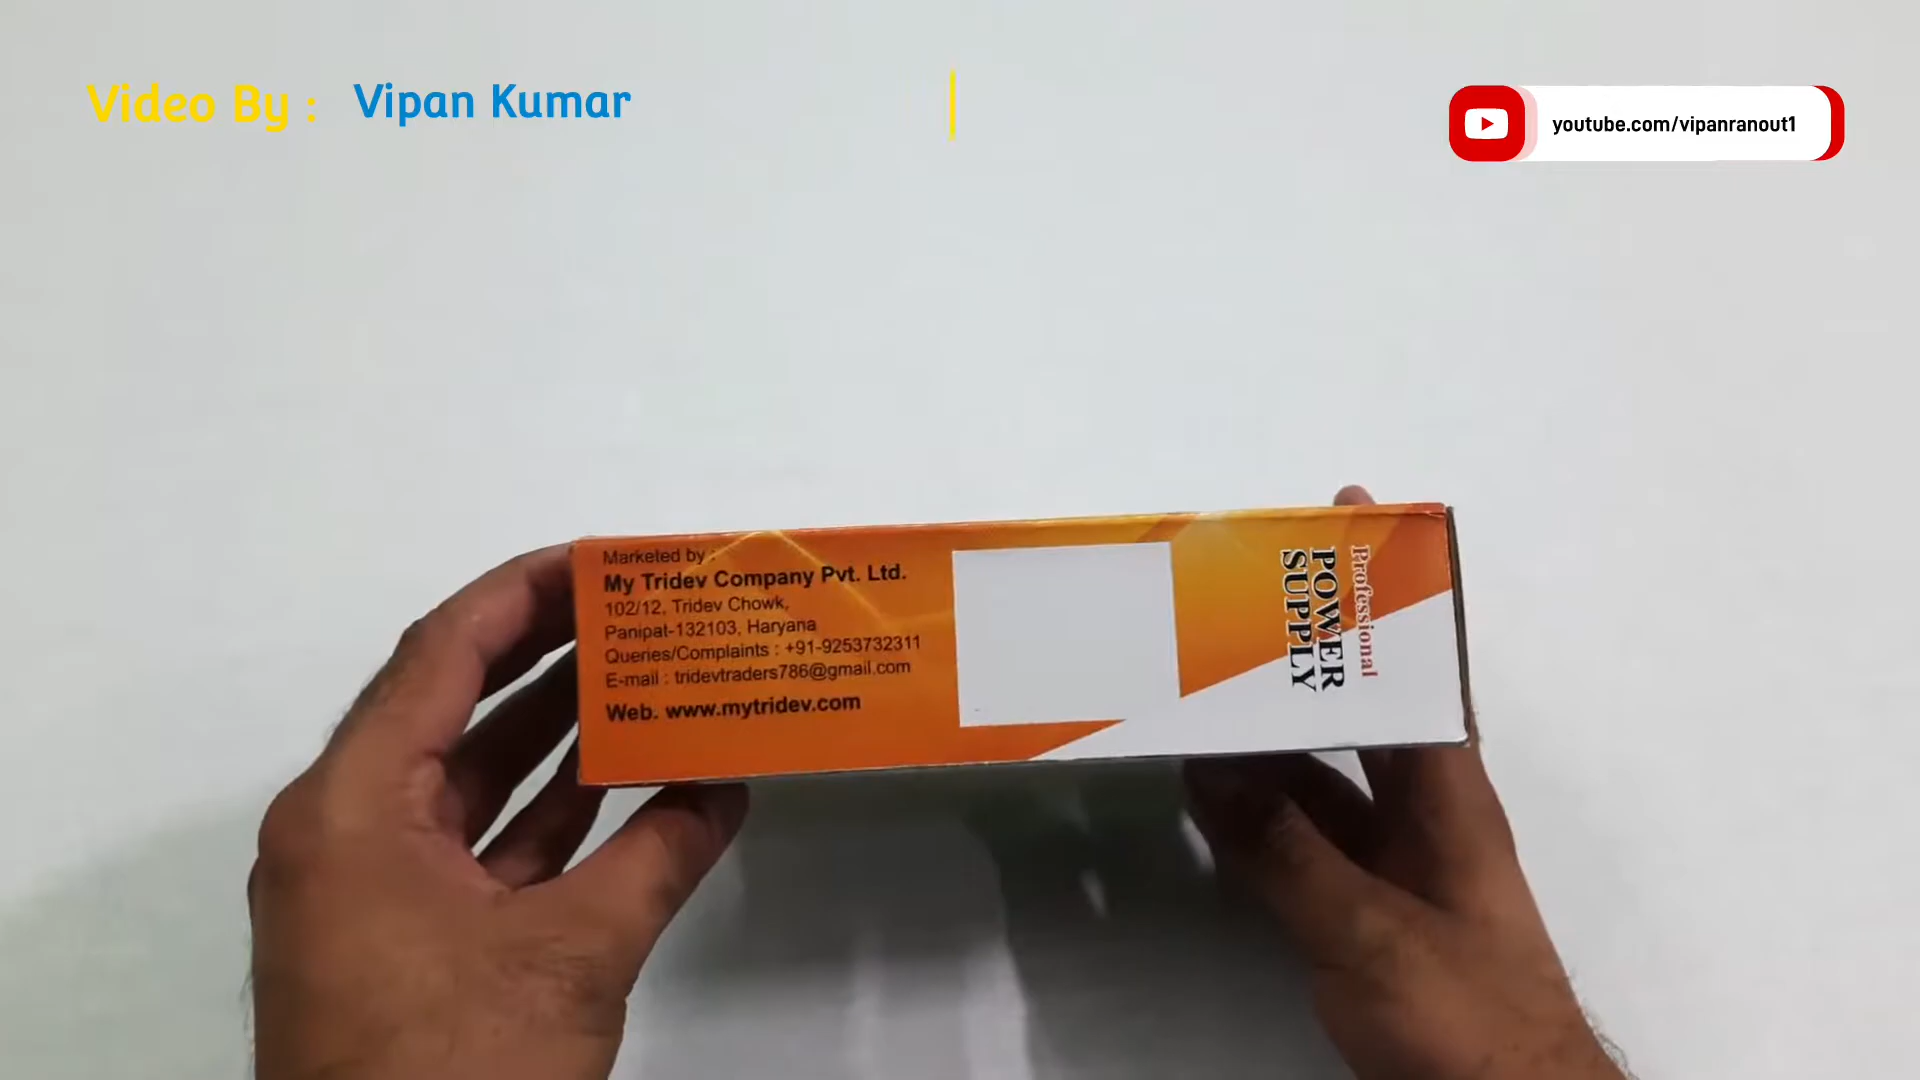 Video By : Vipan Kumar
youtube.com/vipanranout1
Marketed by :
My Tridev Company Pvt. Ltd.
102/12, Tridev Chowk,
Panipat-132103, Haryana
Queries/Complaints : +91-9253732311
E-mail : tridevtraders786@gmail.com
Web. www.mytridev.com
Professional
POWER
SUPPLY